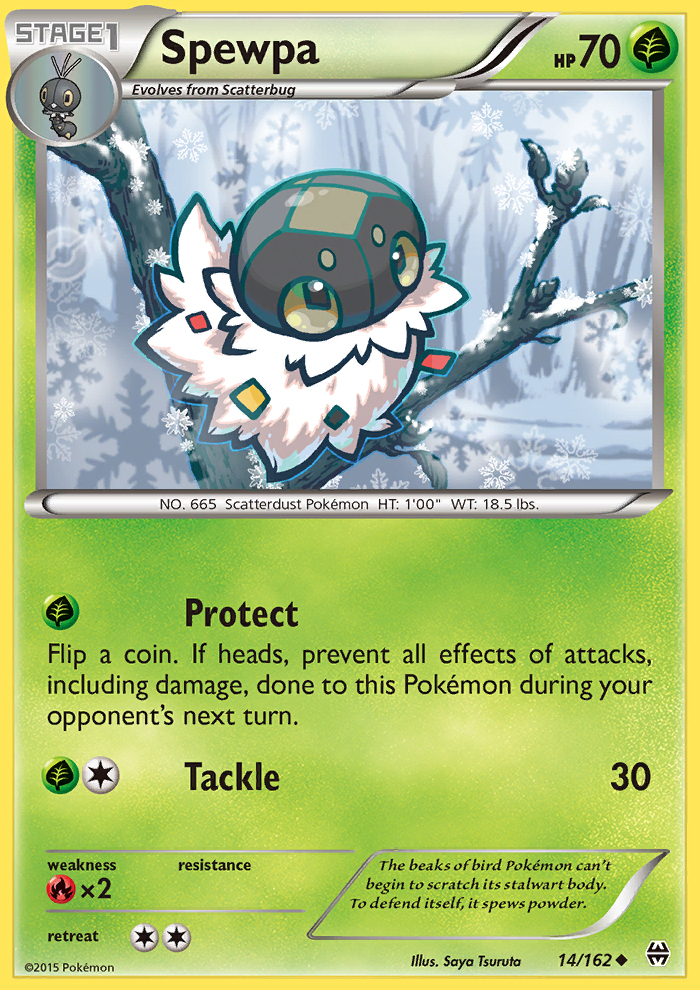 STAGE1
Spewpa
HP70
Evolves from Scatterbug
NO. 665 Scatterdust Pokémon HT: 1'00" WT: 18.5 lbs.
Protect
Flip a coin. If heads, prevent all effects of attacks,
including damage, done to this Pokémon during your
opponent's next turn.
Tackle 30
weakness resistance
×2
retreat
The beaks of bird Pokémon can't
begin to scratch its stalwart body.
To defend itself, it spews powder.
©2015 Pokémon
Illus. Saya Tsuruta
14/162